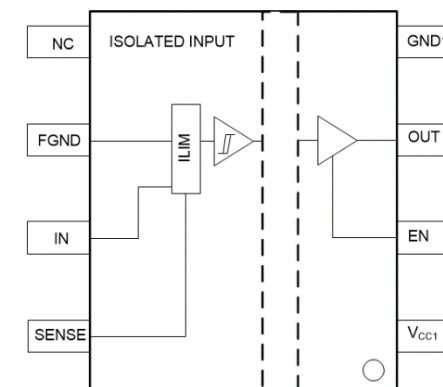 NC
ISOLATED INPUT
GND1
FGND
ILIM
OUT
IN
EN
SENSE
VCC1